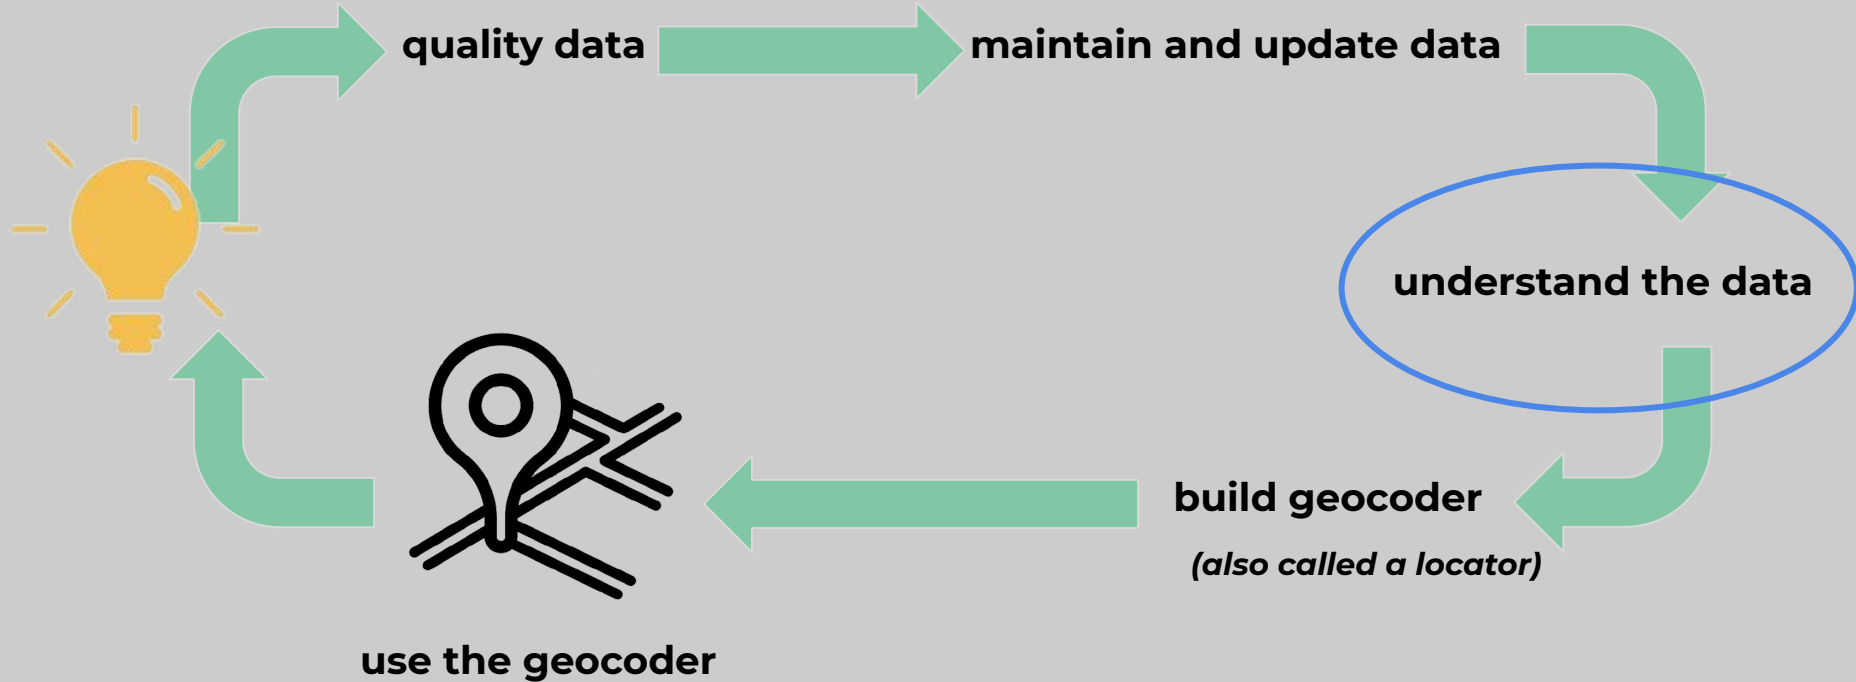 quality data
maintain and update data
understand the data
build geocoder
(also called a locator)
use the geocoder